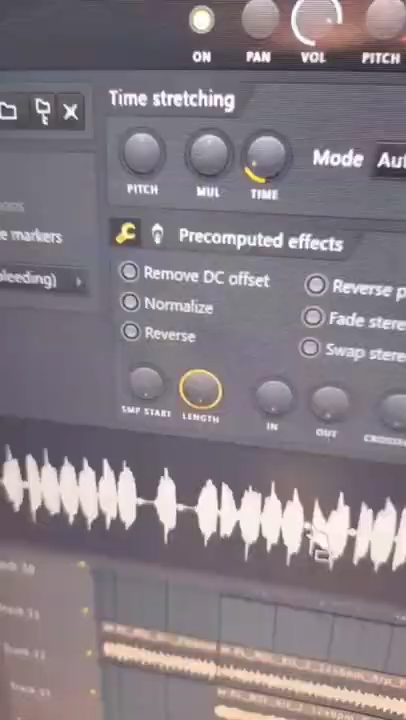 ON PAN VOL PITCH
Time stretching
PITCH MUL TIME
Mode Au
e markers
Precomputed effects
bleeding)
Remove DC offset
Reverse p
Normalize
Fade stere
Reverse
Swap stere
SMP START LENGTH IN OUT CROSS